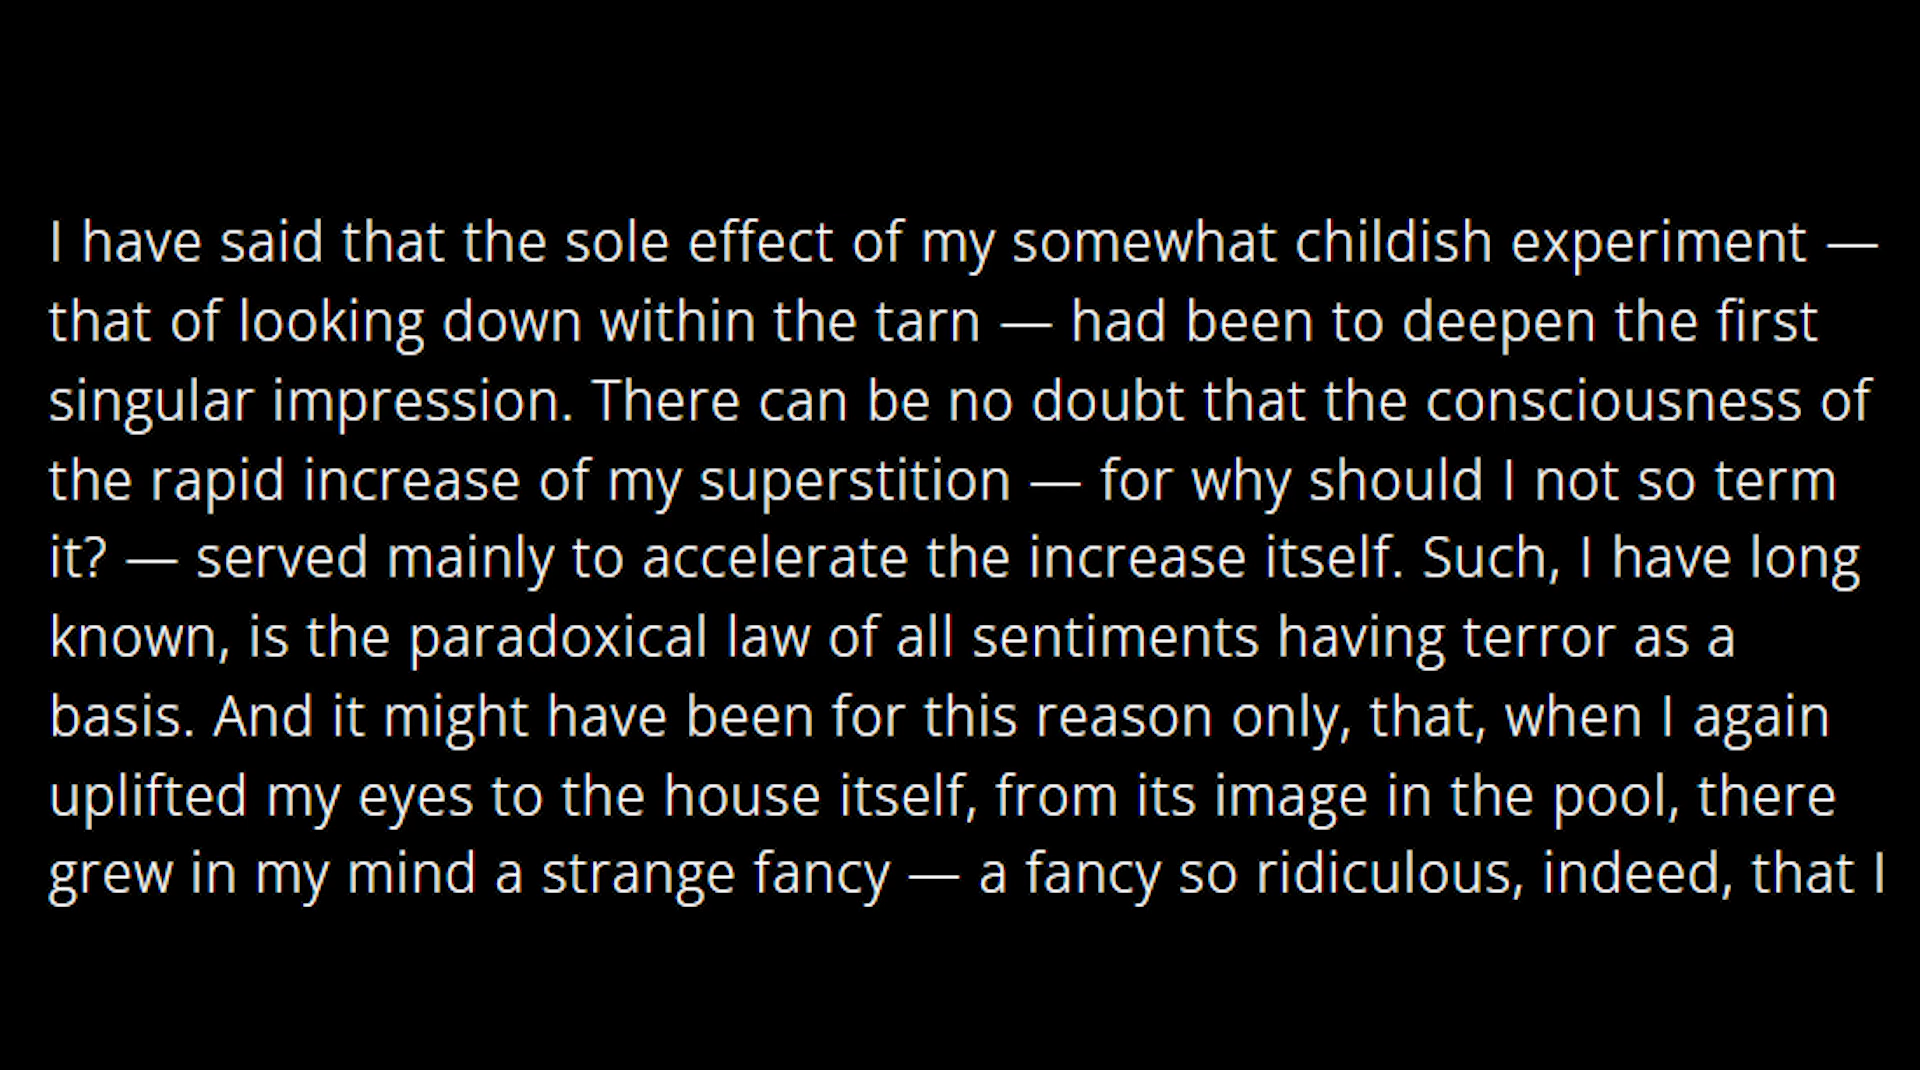 I have said that the sole effect of my somewhat childish experiment —
that of looking down within the tarn — had been to deepen the first
singular impression. There can be no doubt that the consciousness of
the rapid increase of my superstition — for why should I not so term
it? — served mainly to accelerate the increase itself. Such, I have long
known, is the paradoxical law of all sentiments having terror as a
basis. And it might have been for this reason only, that, when I again
uplifted my eyes to the house itself, from its image in the pool, there
grew in my mind a strange fancy — a fancy so ridiculous, indeed, that I